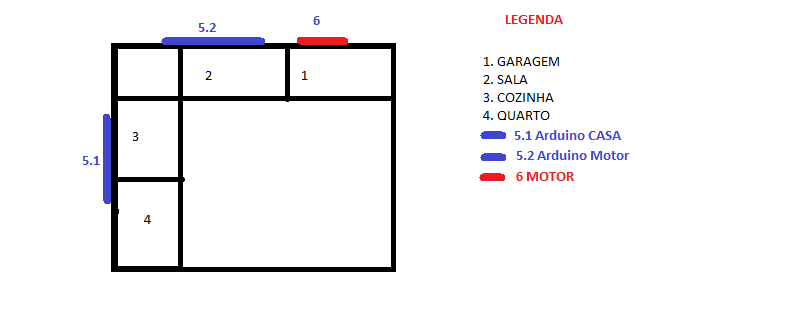 5.2
6
2
1
3
5.1
4
LEGENDA
1. GARAGEM
2. SALA
3. COZINHA
4. QUARTO
5.1 Arduino CASA
5.2 Arduino Motor
6 MOTOR